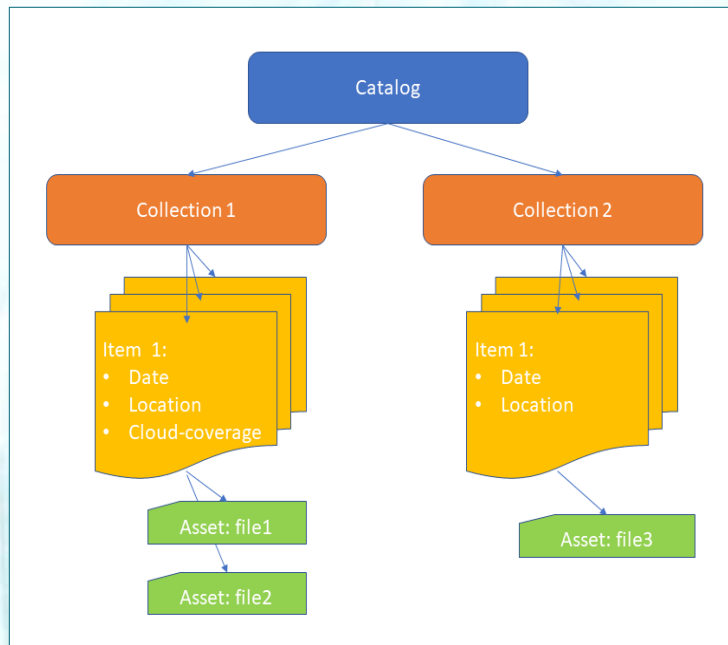 Catalog
Collection 1
Collection 2
Item 1:
• Date
• Location
• Cloud-coverage
Item 1:
• Date
• Location
Asset: file1
Asset: file2
Asset: file3